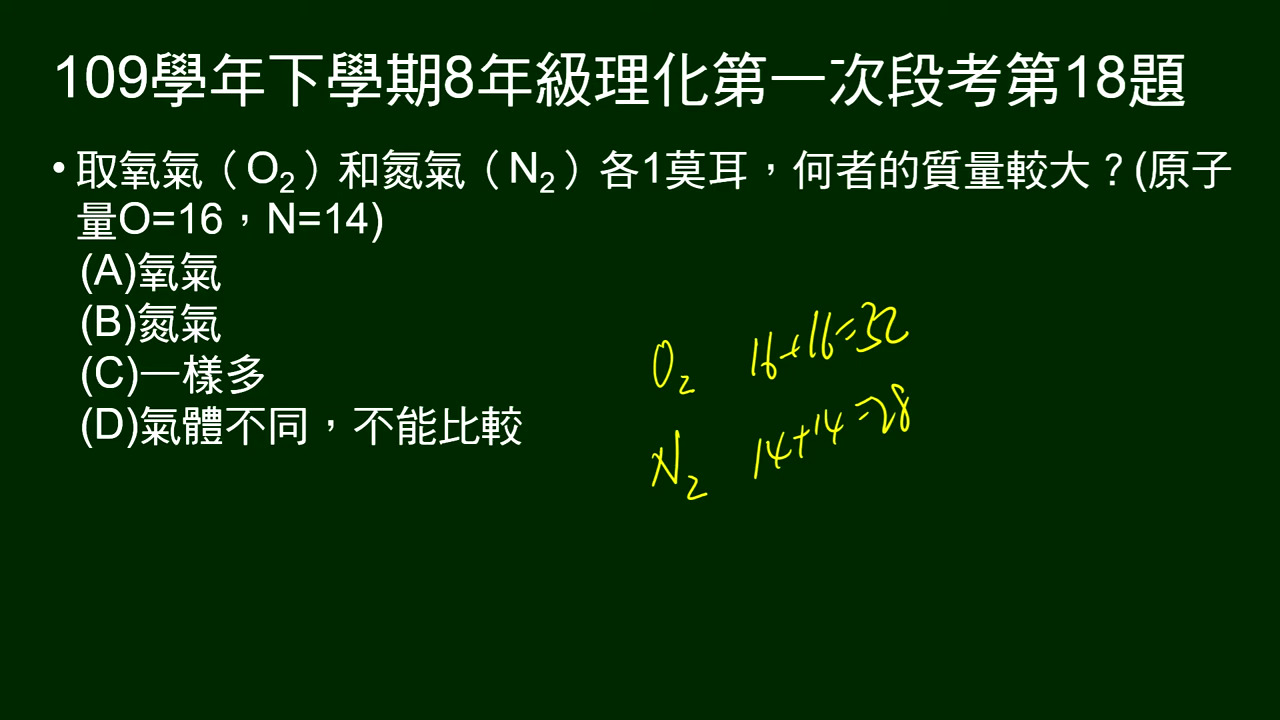 109學年下學期8年級理化第一次段考第18題
•取氧氣（O₂）和氮氣（N₂）各1莫耳，何者的質量較大？(原子
量O=16，N=14)
(A)氧氣
(B)氮氣
(C)一樣多
(D)氣體不同，不能比較
O₂ 16+16=32
N₂ 14+14=28